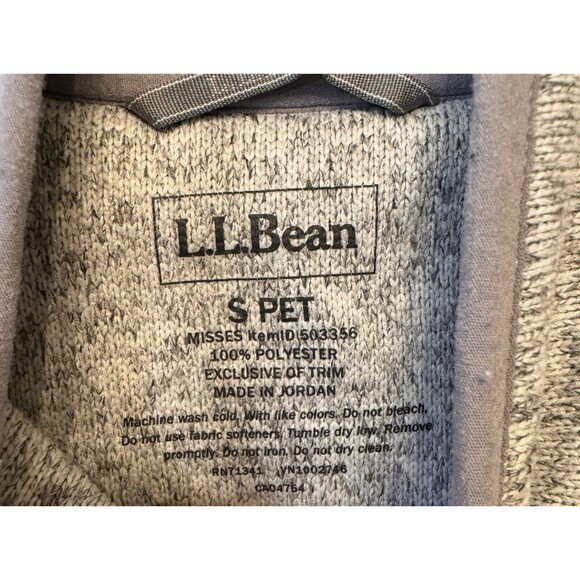 L.L.Bean
S PET
MISSES ItemID 503356
100% POLYESTER
EXCLUSIVE OF TRIM
MADE IN JORDAN
Machine wash cold, With like colors. Do not bleach,
Do not use fabric softeners. Tumble dry low, Remove
promptly. Do not iron. Do not dry clean.
RN71341 VN1002746
CA04754